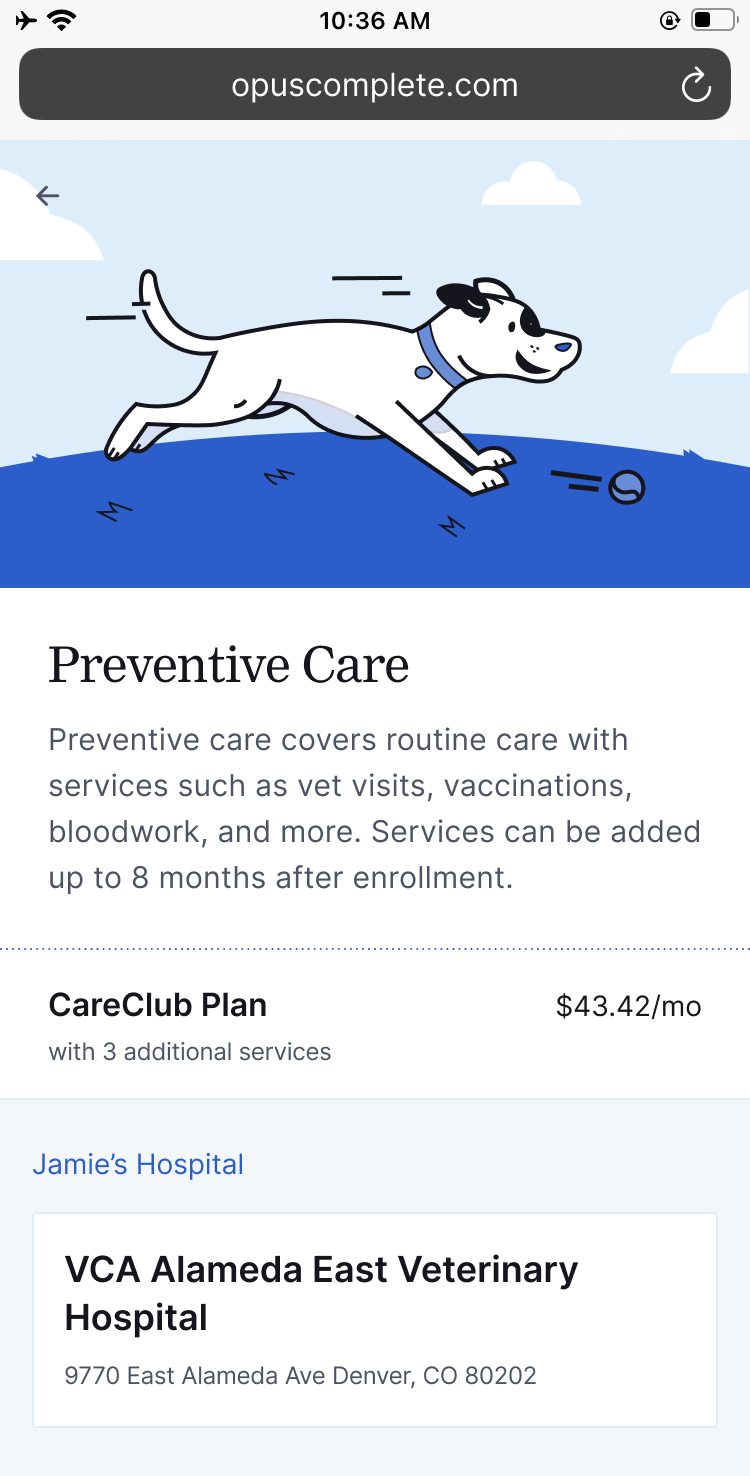 10:36 AM
opuscomplete.com
Preventive Care
Preventive care covers routine care with
services such as vet visits, vaccinations,
bloodwork, and more. Services can be added
up to 8 months after enrollment.
CareClub Plan
$43.42/mo
with 3 additional services
Jamie’s Hospital
VCA Alameda East Veterinary
Hospital
9770 East Alameda Ave Denver, CO 80202